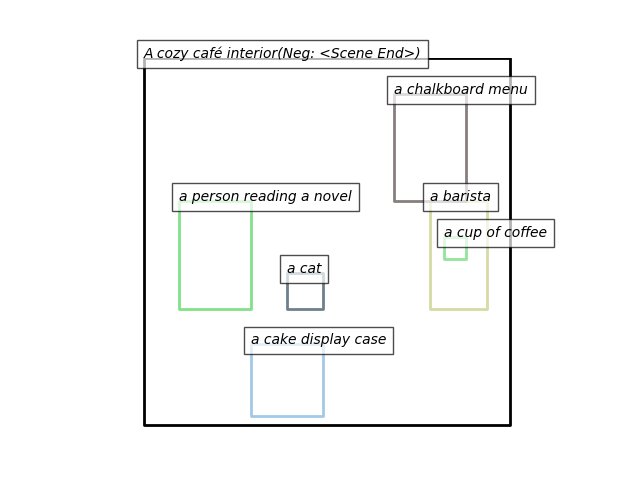 A cozy café interior(Neg: <Scene End>)
a chalkboard menu
a person reading a novel
a barista
a cup of coffee
a cat
a cake display case